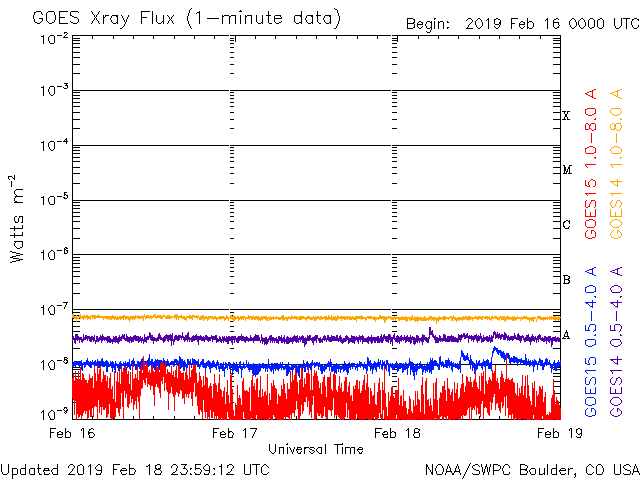 GOES Xray Flux (1-minute data)
Begin: 2019 Feb 16 0000 UTC
10⁻²
10⁻³
10⁻⁴
10⁻⁵
10⁻⁶
10⁻⁷
10⁻⁸
10⁻⁹
Watts m⁻²
X
M
C
B
A
GOES15 1.0-8.0 A
GOES14 1.0-8.0 A
GOES15 0.5-4.0 A
GOES14 0.5-4.0 A
Feb 16 Feb 17 Feb 18 Feb 19
Universal Time
Updated 2019 Feb 18 23:59:12 UTC
NOAA/SWPC Boulder, CO USA